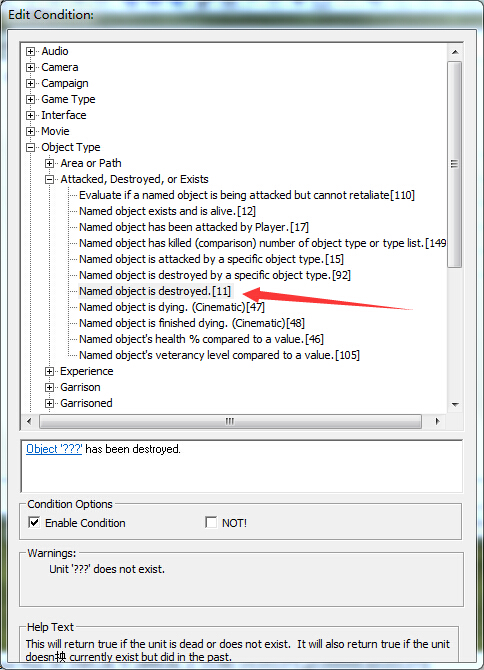 Edit Condition:
Audio
Camera
Campaign
Game Type
Interface
Movie
Object Type
Area or Path
Attacked, Destroyed, or Exists
Evaluate if a named object is being attacked but cannot retaliate[110]
Named object exists and is alive.[12]
Named object has been attacked by Player.[17]
Named object has killed (comparison) number of object type or type list.[149
Named object is attacked by a specific object type.[15]
Named object is destroyed by a specific object type.[92]
Named object is destroyed.[11]
Named object is dying. (Cinematic)[47]
Named object is finished dying. (Cinematic)[48]
Named object's health % compared to a value.[46]
Named object's veterancy level compared to a value.[105]
Experience
Garrison
Garrisoned
Object '???' has been destroyed.
Condition Options
Enable Condition
NOT!
Warnings:
Unit '???' does not exist.
Help Text
This will return true if the unit is dead or does not exist.  It will also return true if the unit
doesn换 currently exist but did in the past.